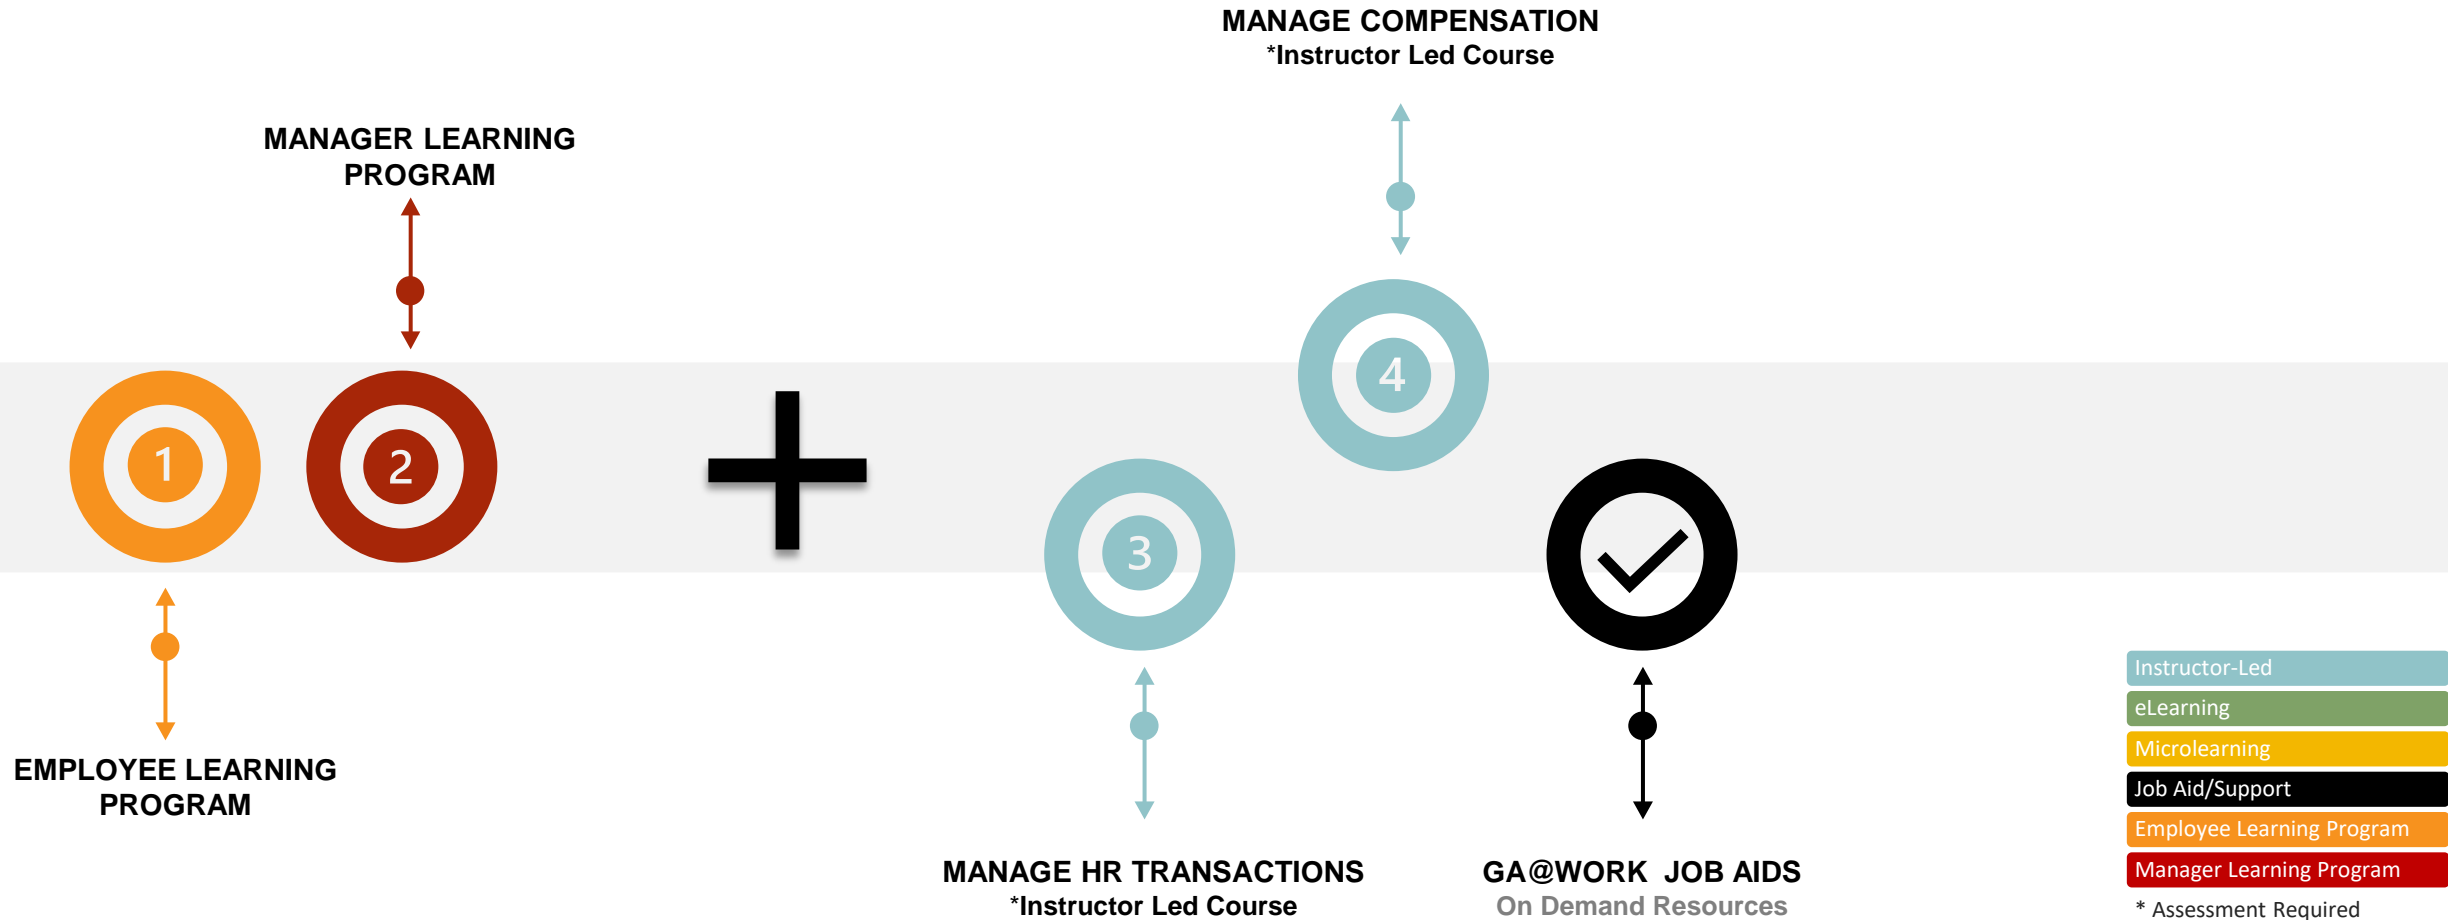 MANAGE COMPENSATION
*Instructor Led Course
MANAGER LEARNING
PROGRAM
1
2
3
4
EMPLOYEE LEARNING
PROGRAM
MANAGE HR TRANSACTIONS
*Instructor Led Course
GA@WORK JOB AIDS
On Demand Resources
Instructor-Led
eLearning
Microlearning
Job Aid/Support
Employee Learning Program
Manager Learning Program
* Assessment Required